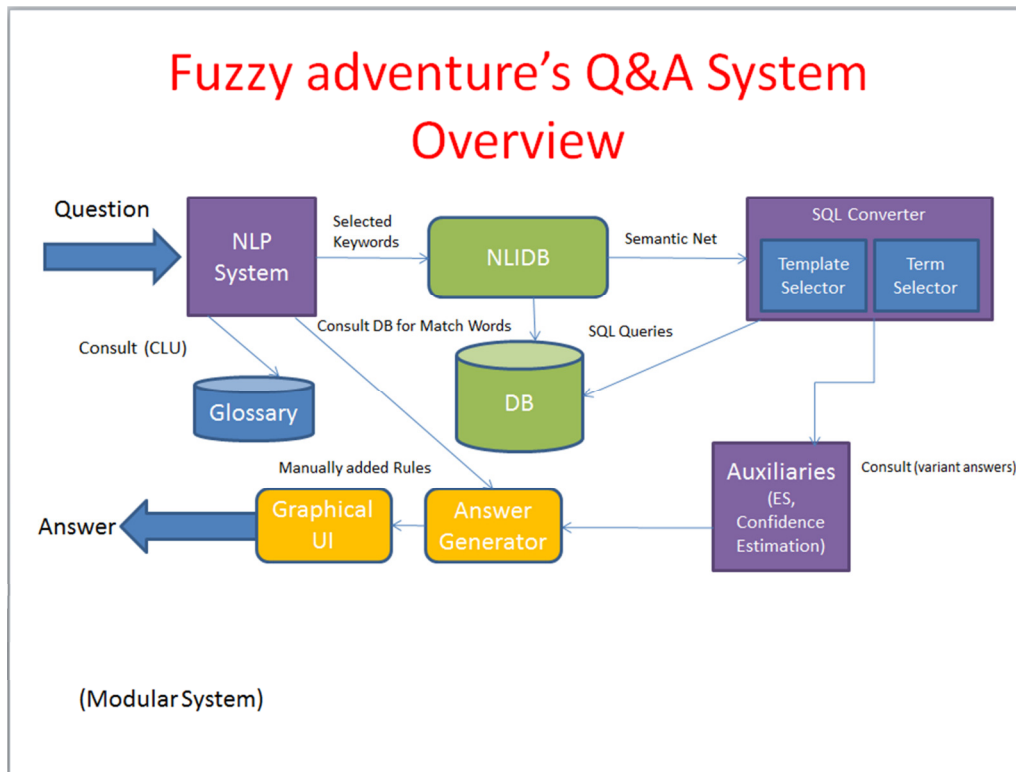 Fuzzy adventure's Q&A System
Overview
Question
NLP
System
Selected
Keywords
NLIDB
Semantic Net
SQL Converter
Template
Selector
Term
Selector
Consult (CLU)
Consult DB for Match Words
SQL Queries
Glossary
DB
Manually added Rules
Auxiliaries
(ES,
Confidence
Estimation)
Consult (variant answers)
Answer
Graphical
UI
Answer
Generator
(Modular System)